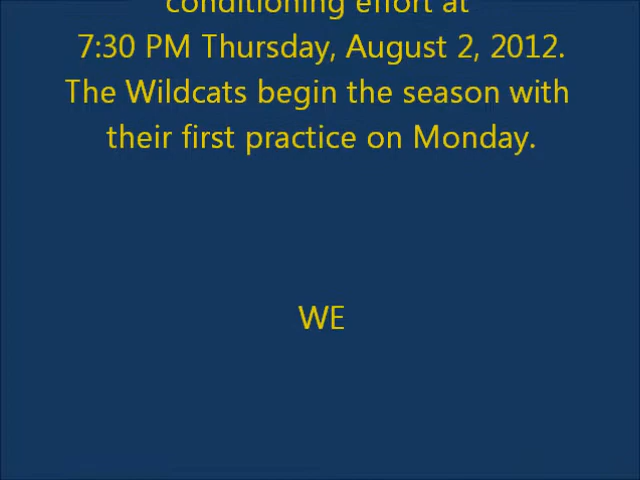 conditioning effort at
7:30 PM Thursday, August 2, 2012.
The Wildcats begin the season with
their first practice on Monday.
WE